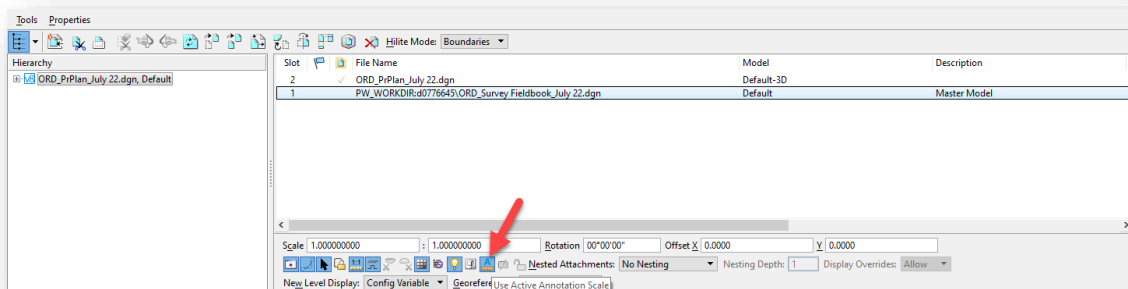 Tools Properties
Hilite Mode: Boundaries
Hierarchy
ORD_PrPlan_July 22.dgn, Default
Slot File Name Model Description
2 ORD_PrPlan_July 22.dgn Default-3D
1 PW_WORKDIR:d0776645\ORD_Survey Fieldbook_July 22.dgn Default Master Model
Scale 1.000000000 : 1.000000000 Rotation 00°00'00" Offset X 0.0000 Y 0.0000
1:1 A Nested Attachments: No Nesting Nesting Depth: 1 Display Overrides: Allow
New Level Display: Config Variable Georefere Use Active Annotation Scale